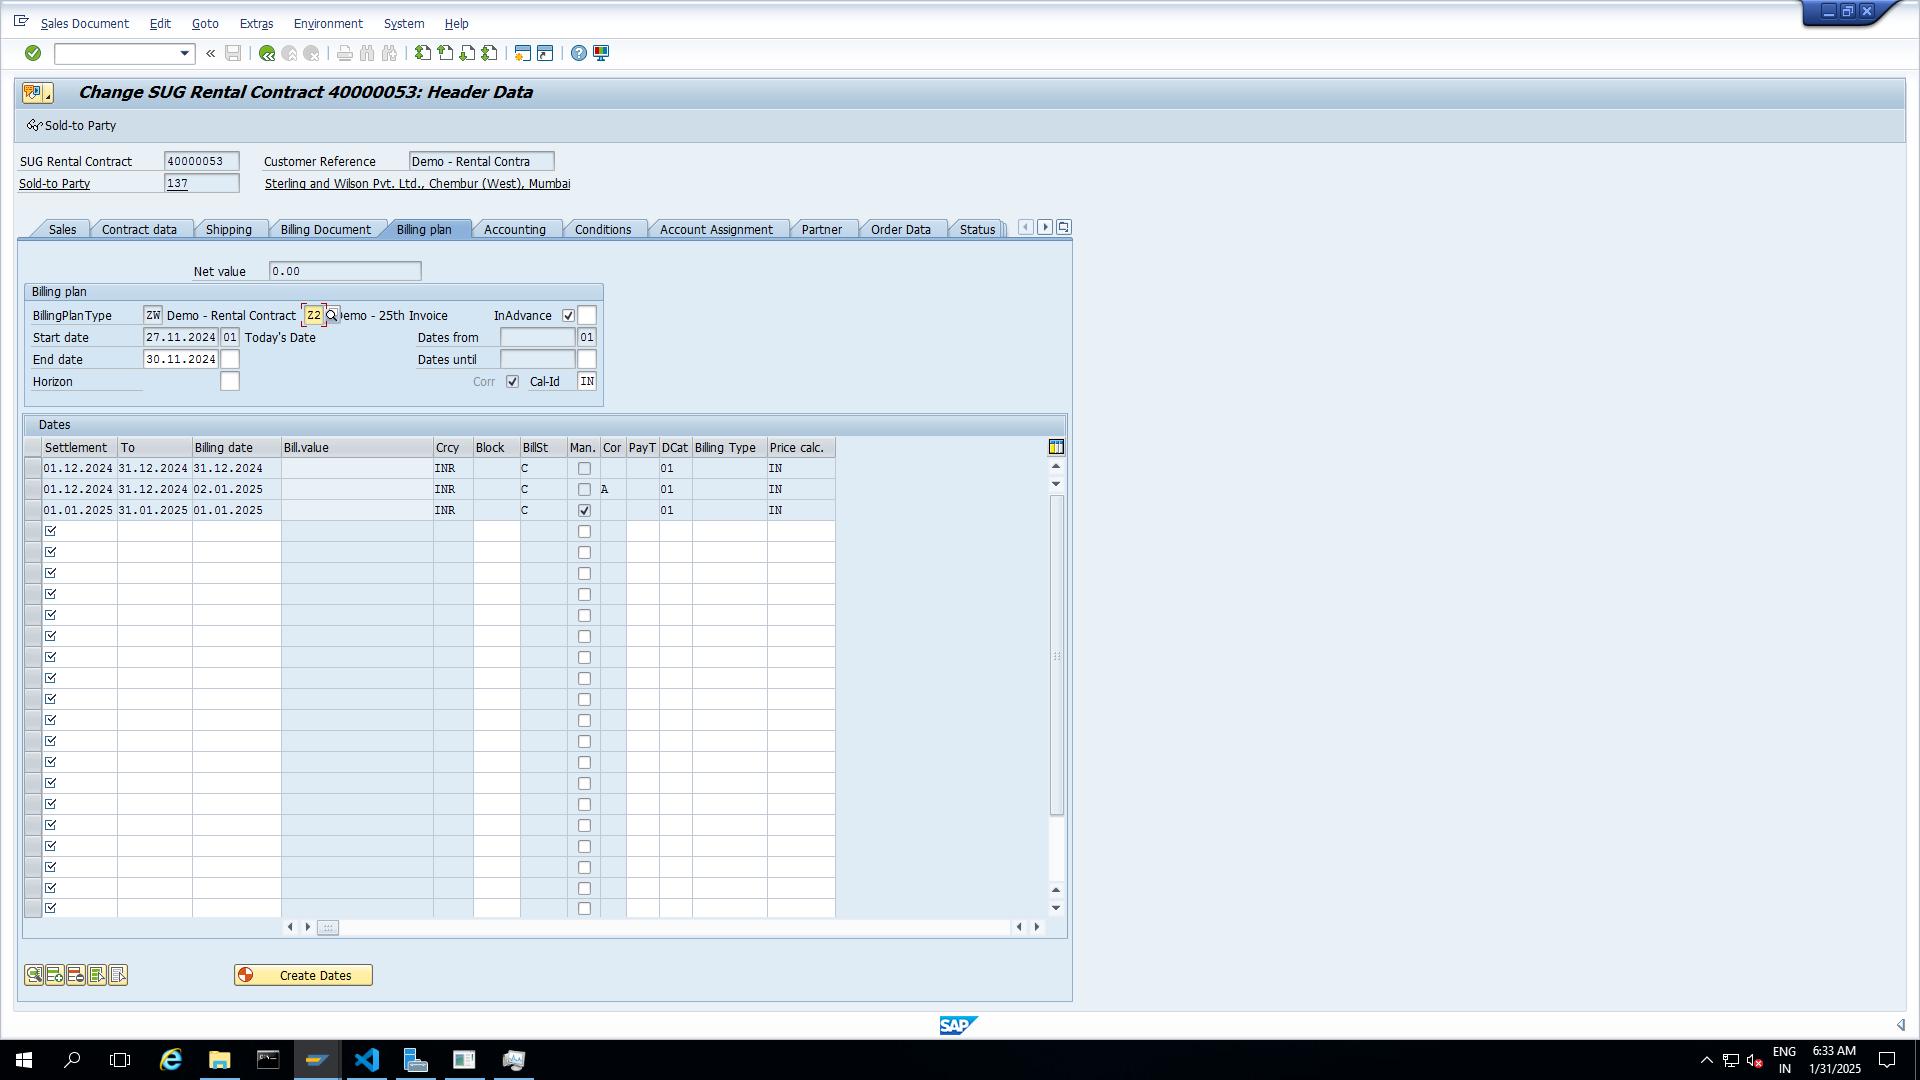 Sales Document Edit Goto Extras Environment System Help
Change SUG Rental Contract 40000053: Header Data
Sold-to Party
SUG Rental Contract 40000053 Customer Reference Demo - Rental Contra
Sold-to Party 137 Sterling and Wilson Pvt. Ltd., Chembur (West), Mumbai
Sales Contract data Shipping Billing Document Billing plan Accounting Conditions Account Assignment Partner Order Data Status
Net value 0.00
Billing plan
BillingPlanType ZW Demo - Rental Contract Z2 emo - 25th Invoice InAdvance
Start date 27.11.2024 01 Today's Date Dates from 01
End date 30.11.2024 Dates until
Horizon Corr Cal-Id IN
Dates
Settlement To Billing date Bill.value Crcy Block BillSt Man. Cor PayT DCat Billing Type Price calc.
01.12.2024 31.12.2024 31.12.2024 INR C 01 IN
01.12.2024 31.12.2024 02.01.2025 INR C A 01 IN
01.01.2025 31.01.2025 01.01.2025 INR C 01 IN
Create Dates
SAP
ENG 6:33 AM
IN 1/31/2025